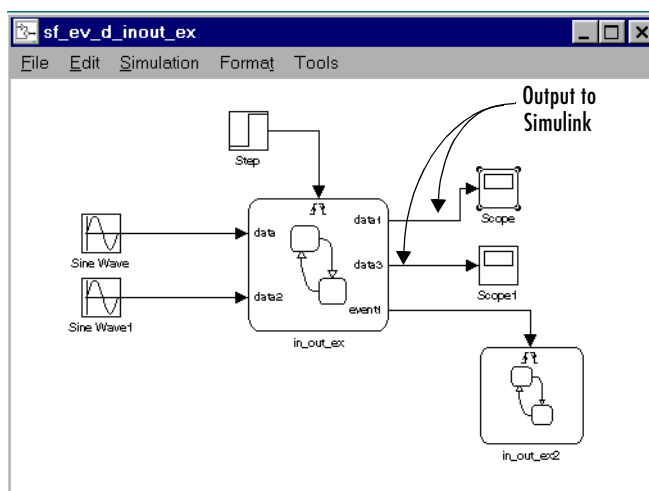 sf_ev_d_inout_ex
File Edit Simulation Format Tools
Output to
Simulink
Step
data data1
Scope
Sine Wave
data3
data2
Scope1
Sine Wave1
event1
in_out_ex
in_out_ex2